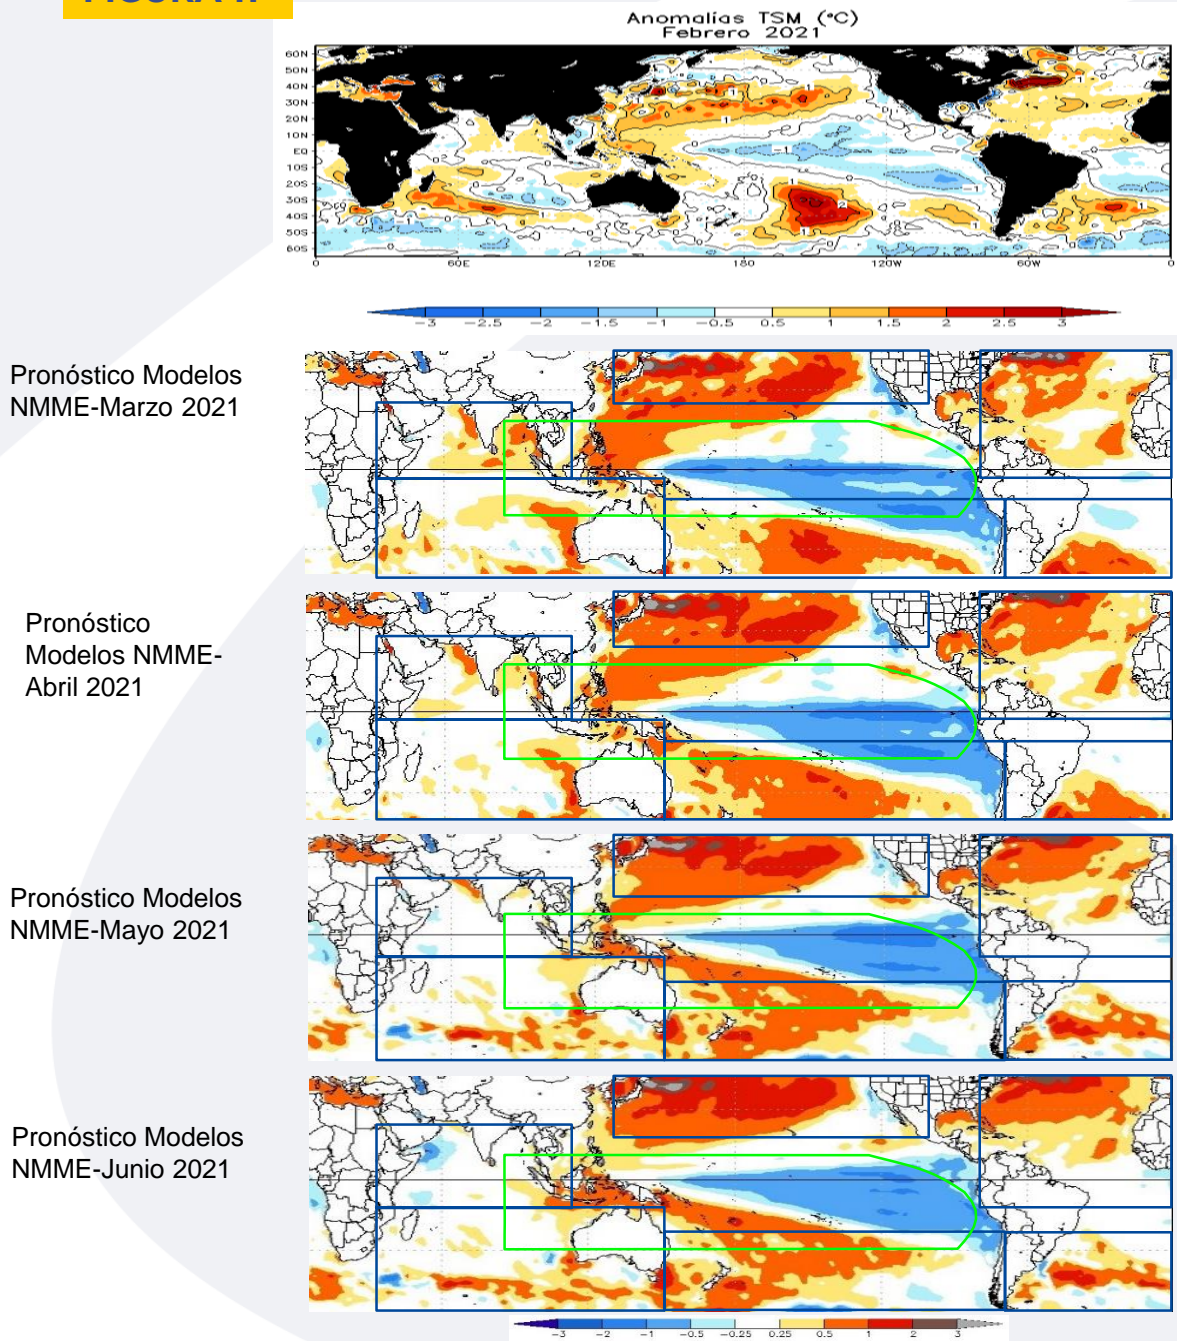 Anomalías TSM (°C)
Febrero 2021
60N
50N
40N
30N
20N
10N
EQ
10S
20S
30S
40S
50S
60S
0 60E 120E 180 120W 60W 0
-3 -2.5 -2 -1.5 -1 -0.5 0.5 1 1.5 2 2.5 3
Pronóstico Modelos
NMME-Marzo 2021
Pronóstico
Modelos NMME-
Abril 2021
Pronóstico Modelos
NMME-Mayo 2021
Pronóstico Modelos
NMME-Junio 2021
-3 -2 -1 -0.5 -0.25 0.25 0.5 1 2 3